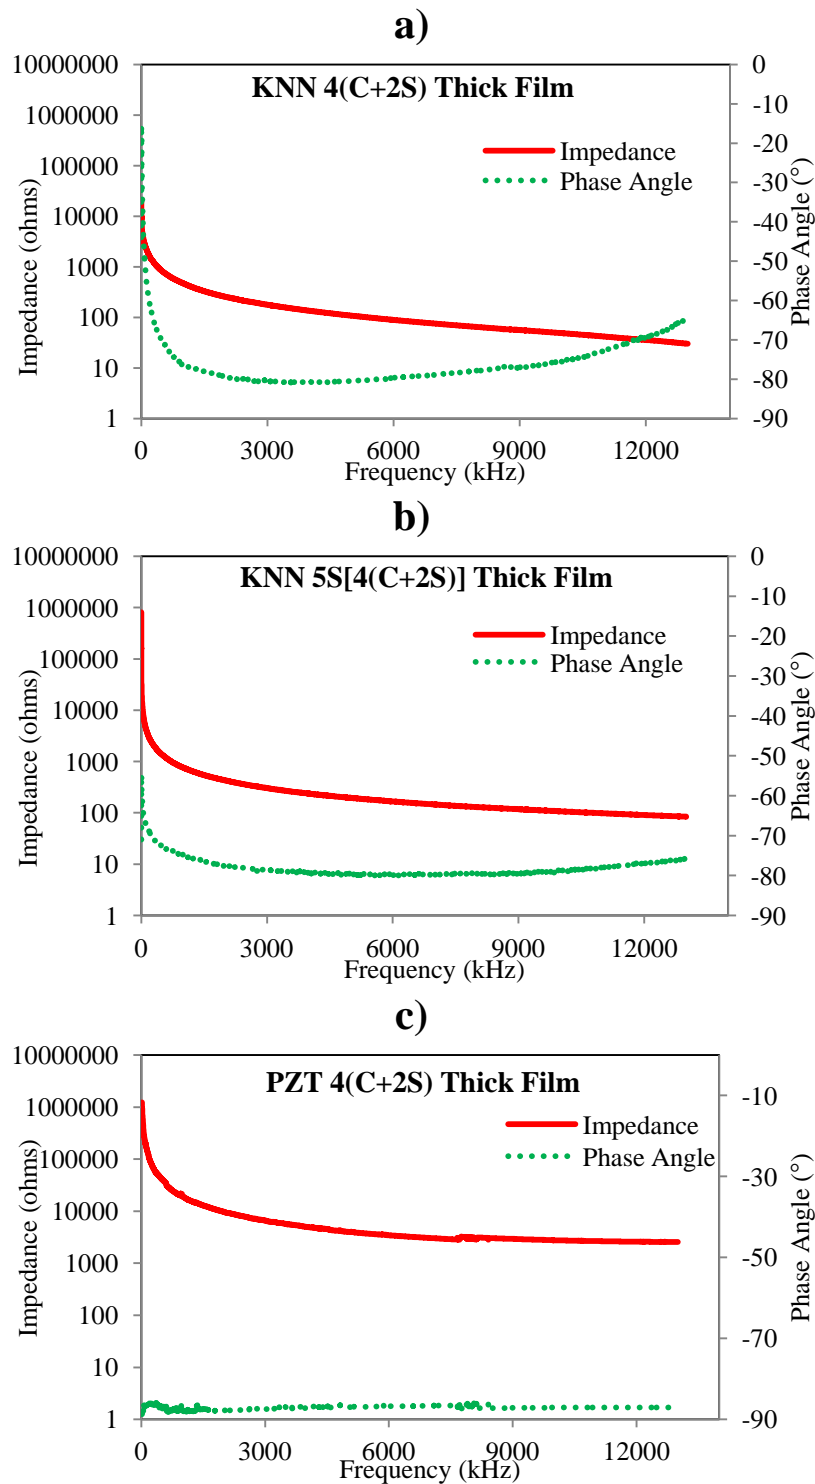 a)
KNN 4(C+2S) Thick Film
Impedance
Phase Angle
10000000
1000000
100000
10000
1000
100
10
1
Impedance (ohms)
0
-10
-20
-30
-40
-50
-60
-70
-80
-90
Phase Angle (°)
0 3000 6000 9000 12000
Frequency (kHz)
b)
KNN 5S[4(C+2S)] Thick Film
Impedance
Phase Angle
10000000
1000000
100000
10000
1000
100
10
1
Impedance (ohms)
0
-10
-20
-30
-40
-50
-60
-70
-80
-90
Phase Angle (°)
0 3000 6000 9000 12000
Frequency (kHz)
c)
PZT 4(C+2S) Thick Film
Impedance
Phase Angle
10000000
1000000
100000
10000
1000
100
10
1
Impedance (ohms)
-10
-30
-50
-70
-90
Phase Angle (°)
0 3000 6000 9000 12000
Frequency (kHz)